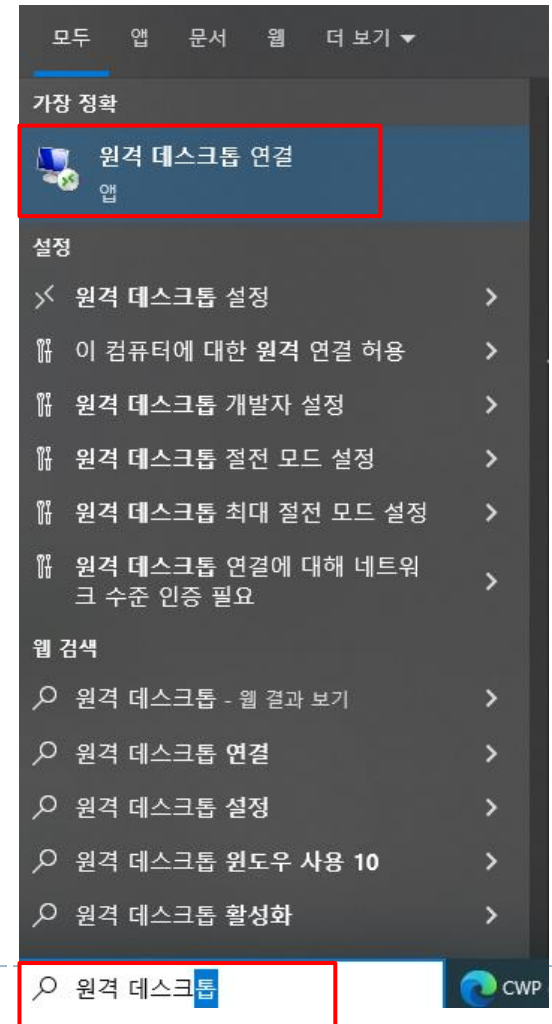 모두 앱 문서 웹 더 보기
가장 정확
원격 데스크톱 연결
앱
설정
원격 데스크톱 설정
이 컴퓨터에 대한 원격 연결 허용
원격 데스크톱 개발자 설정
원격 데스크톱 절전 모드 설정
원격 데스크톱 최대 절전 모드 설정
원격 데스크톱 연결에 대해 네트워
크 수준 인증 필요
웹 검색
원격 데스크톱 - 웹 결과 보기
원격 데스크톱 연결
원격 데스크톱 설정
원격 데스크톱 윈도우 사용 10
원격 데스크톱 활성화
원격 데스크톱
CWP